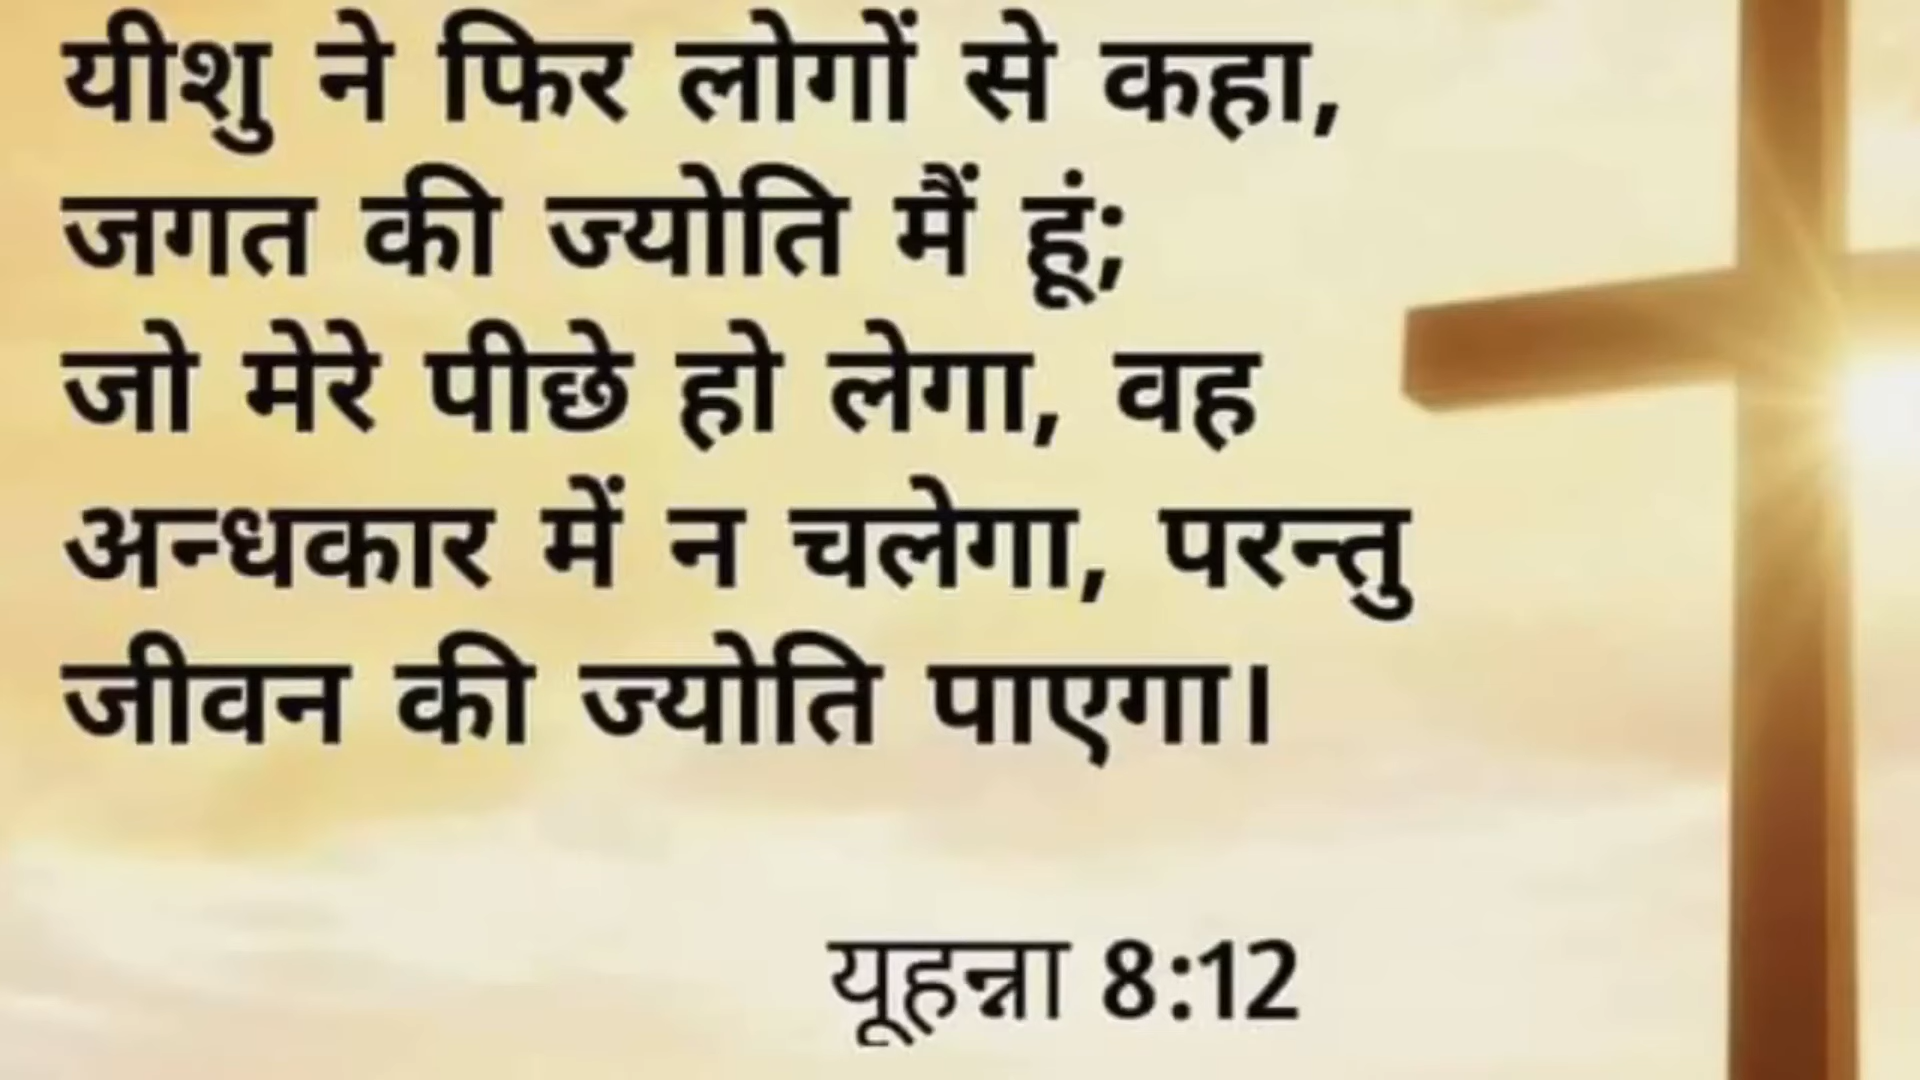 यीशु ने फिर लोगों से कहा,
जगत की ज्योति मैं हूं;
जो मेरे पीछे हो लेगा, वह
अन्धकार में न चलेगा, परन्तु
जीवन की ज्योति पाएगा।
यूहन्ना 8:12